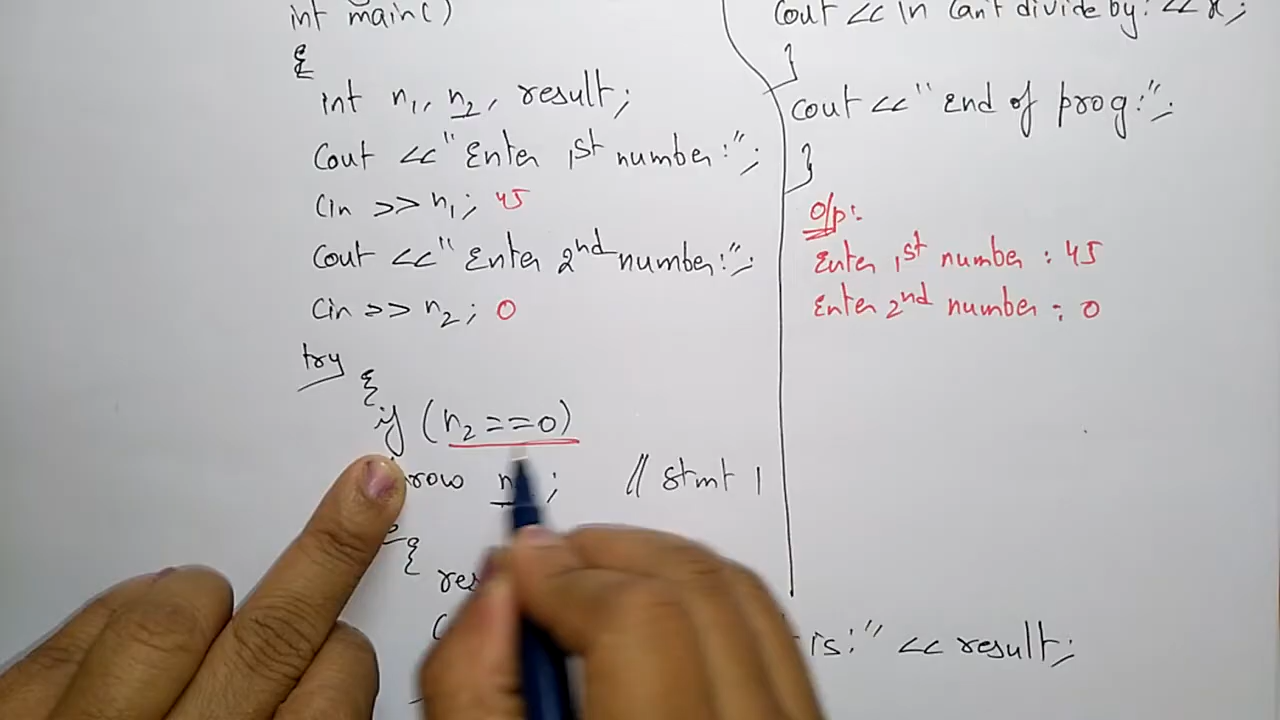 int main()
{
int n1, n2, result;
Cout << "Enter 1st number:";
Cin >> n1; 45
Cout << "Enter 2nd number:";
Cin >> n2; 0
try
{
if (n2==0)
; // stmt 1
{
is:" << result;
Cout << "\n Can't divide by:" << x;
}
cout << "End of prog:";
}
O/p:
Enter 1st number : 45
Enter 2nd number : 0